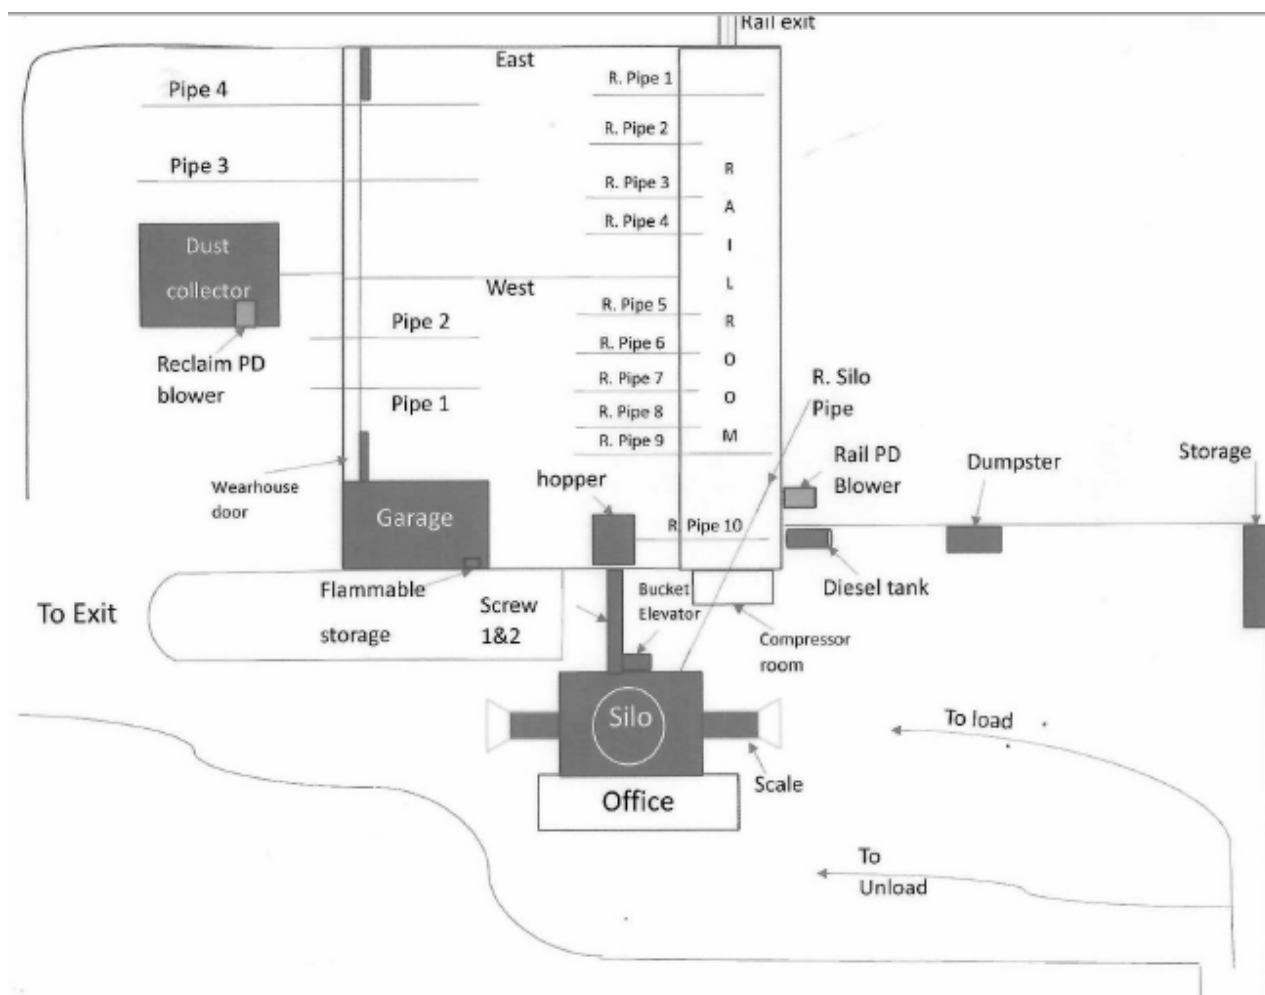 Rail exit
East
R. Pipe 1
Pipe 4
R. Pipe 2
Pipe 3
R. Pipe 3
R. Pipe 4
R
A
I
L
R
O
O
M
Dust
collector
West
R. Pipe 5
Pipe 2
R. Pipe 6
Reclaim PD
blower
R. Pipe 7
R. Silo
Pipe
Pipe 1
R. Pipe 8
R. Pipe 9
Wearhouse
door
hopper
Rail PD
Blower
Dumpster
Storage
Garage
R. Pipe 10
Flammable
storage
Screw
1&2
Bucket
Elevator
Diesel tank
To Exit
Compressor
room
Silo
To load
Scale
Office
To
Unload